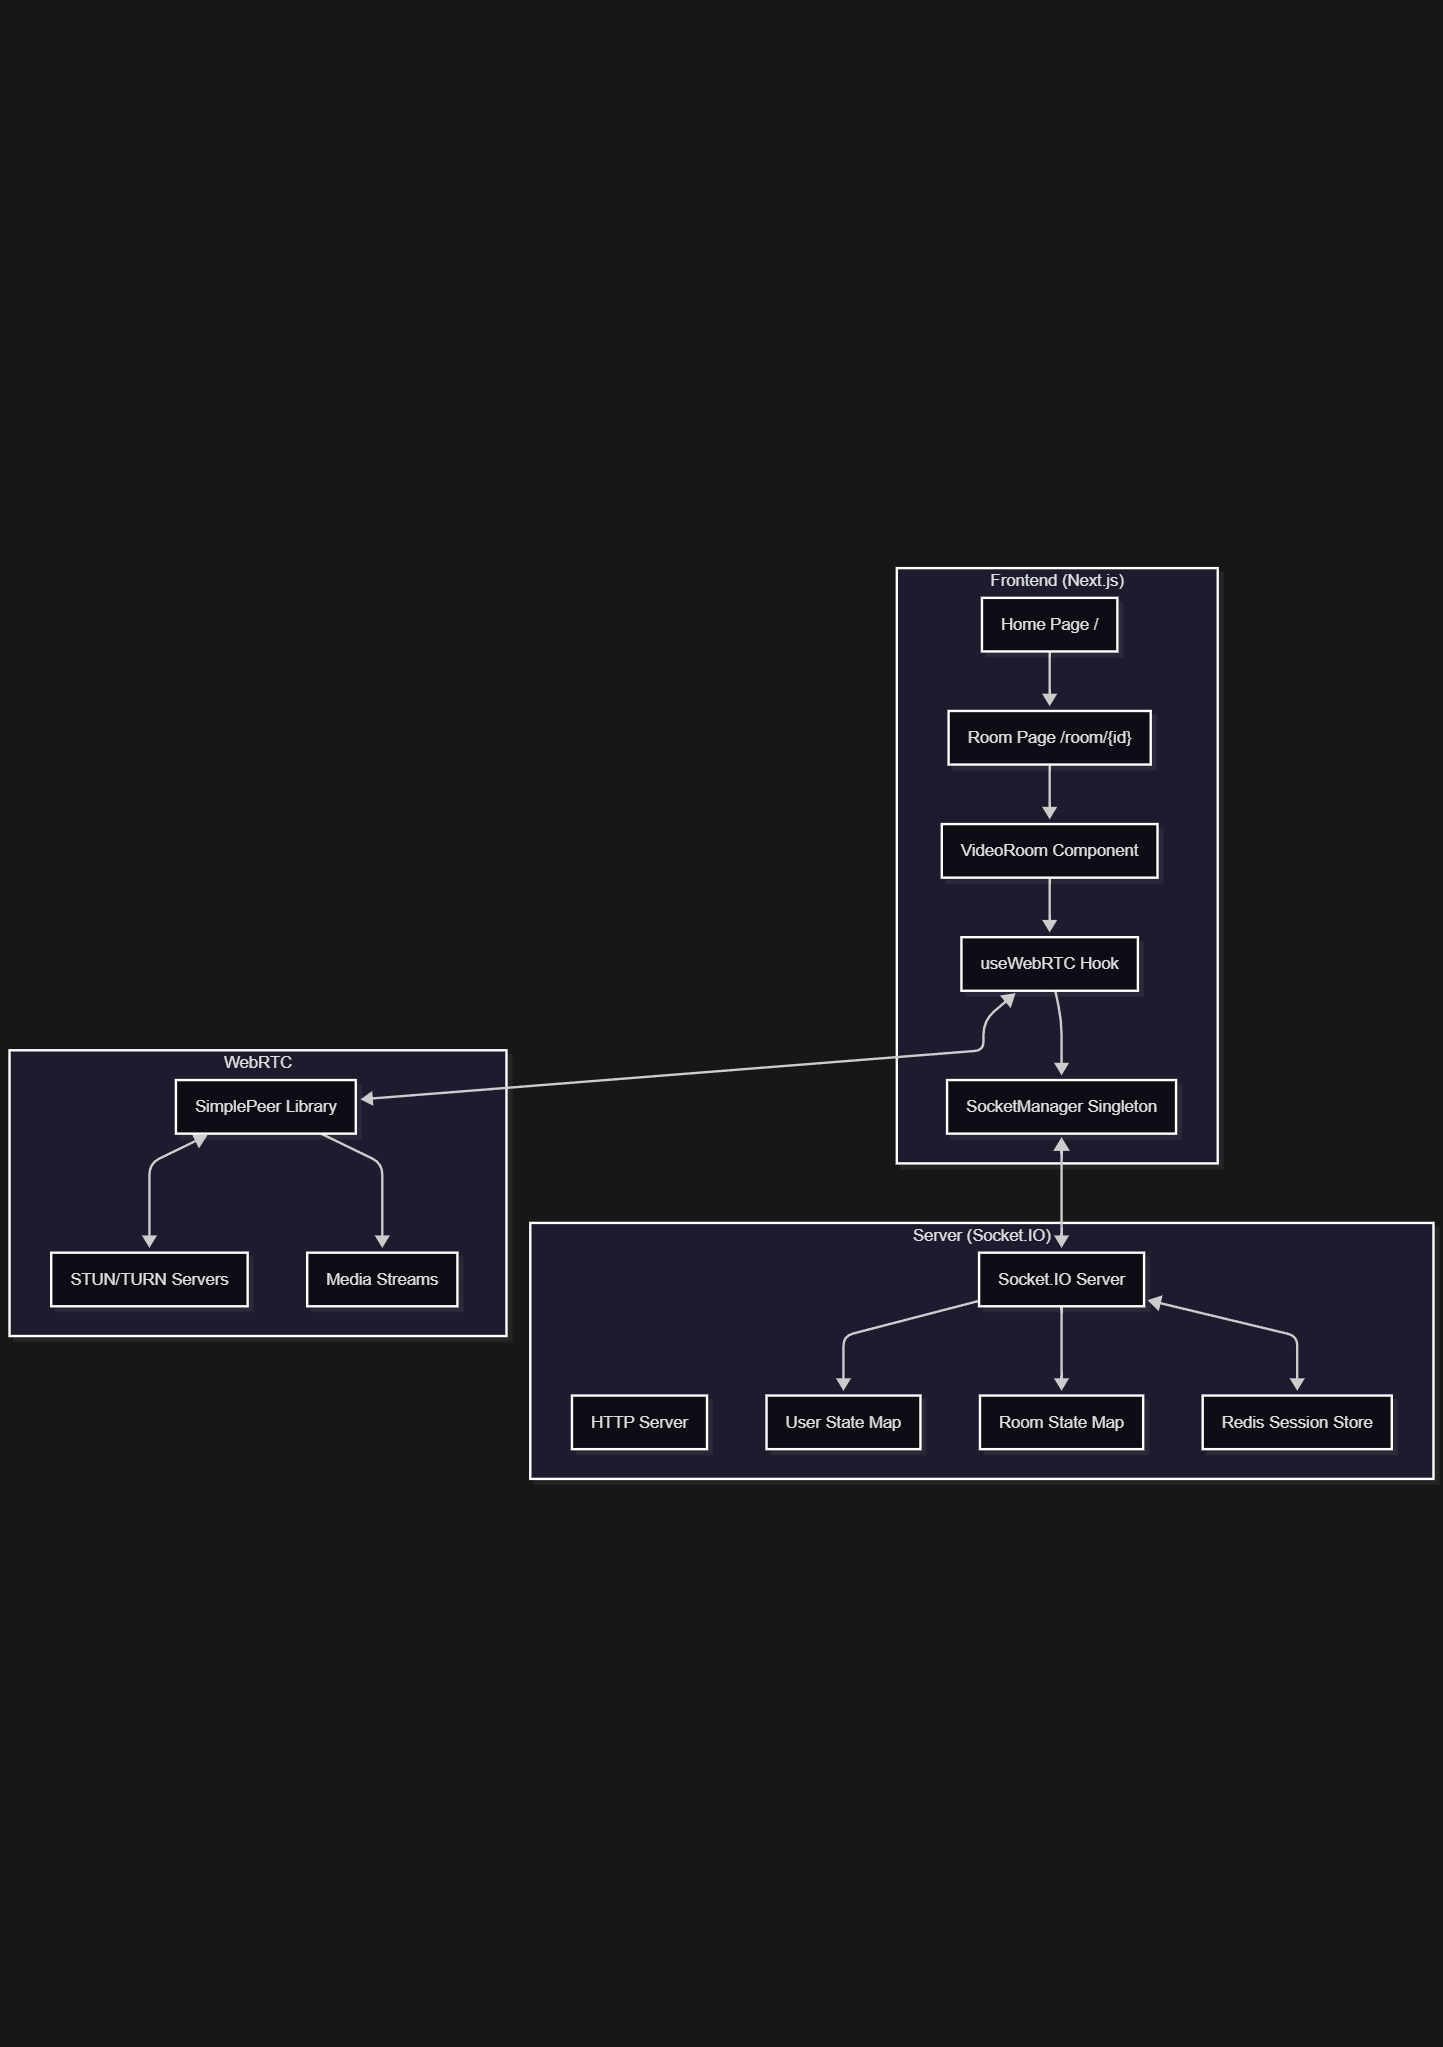 Frontend (Next.js)
Home Page /
Room Page /room/{id}
VideoRoom Component
useWebRTC Hook
SocketManager Singleton
WebRTC
SimplePeer Library
STUN/TURN Servers
Media Streams
Server (Socket.IO)
Socket.IO Server
HTTP Server
User State Map
Room State Map
Redis Session Store